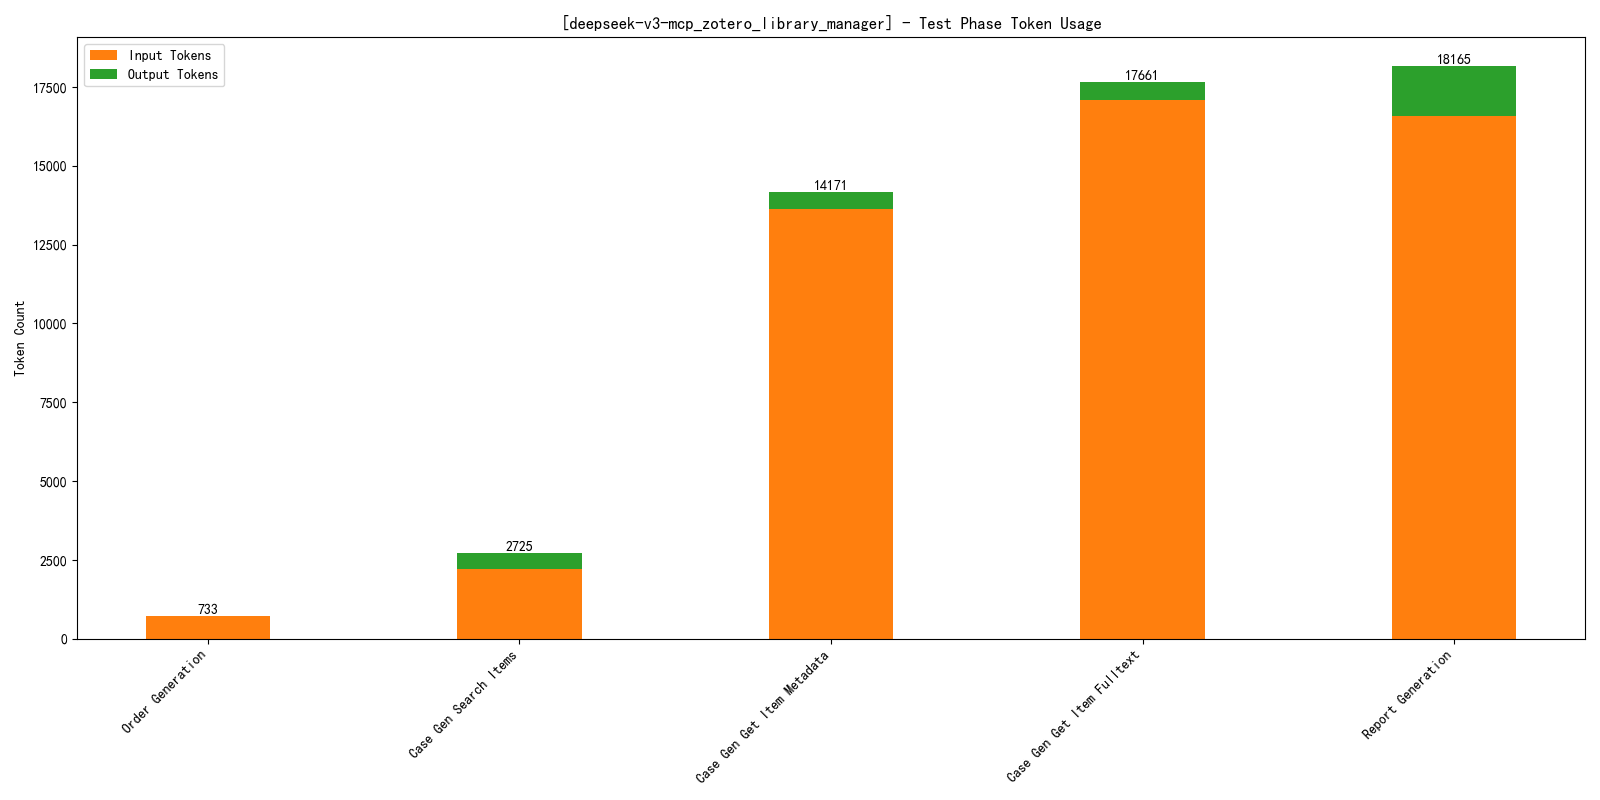 [deepseek-v3-mcp_zotero_library_manager] - Test Phase Token Usage
Input Tokens
Output Tokens
Token Count
17500
15000
12500
10000
7500
5000
2500
0
733
2725
14171
17661
18165
Order Generation
Case Gen Search Items
Case Gen Get Item Metadata
Case Gen Get Item Fulltext
Report Generation